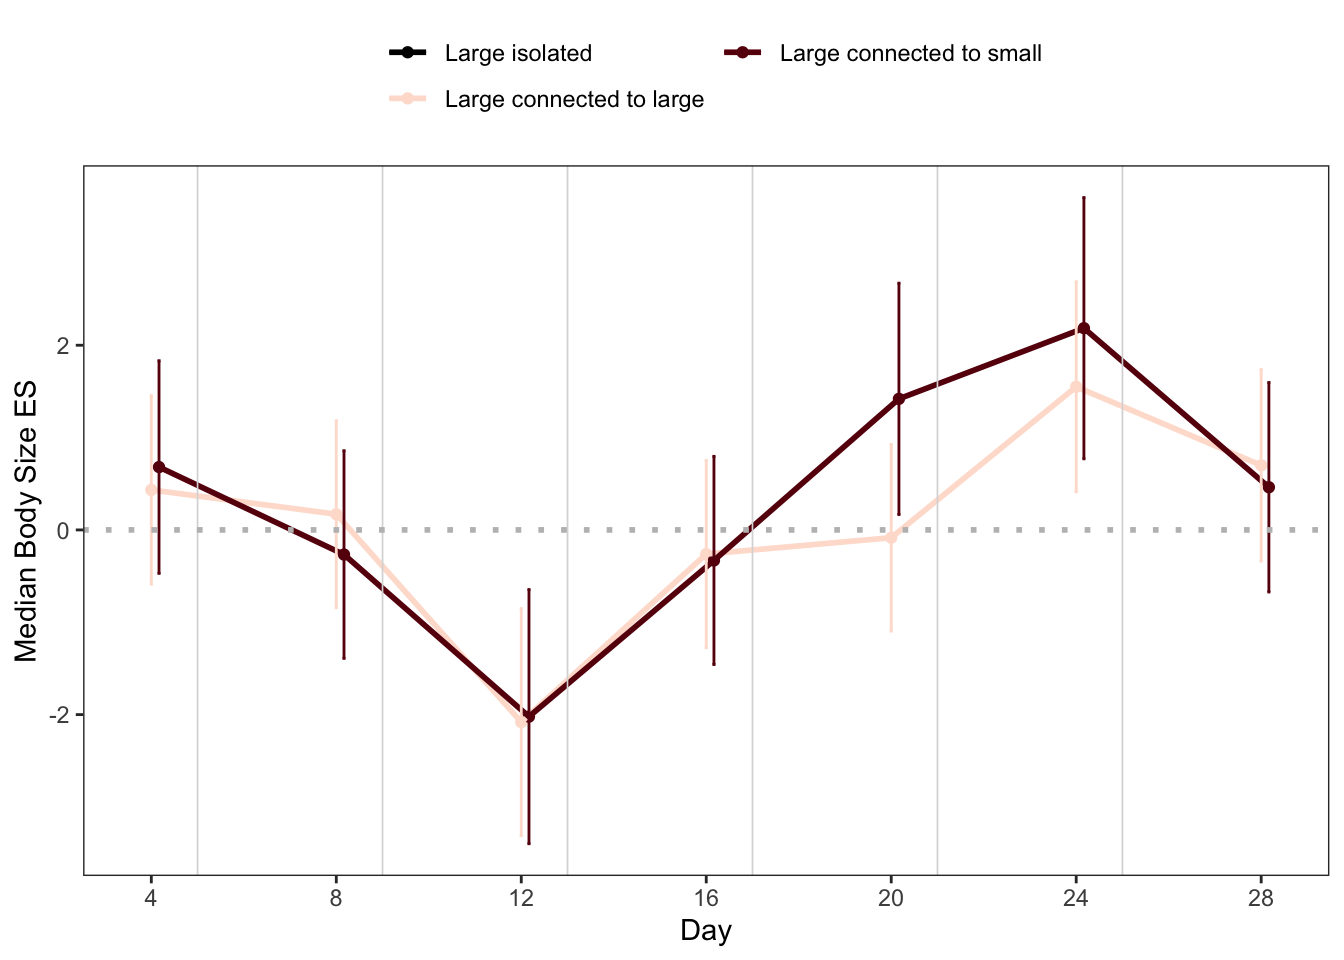 Large isolated
Large connected to small
Large connected to large
Median Body Size ES
2
0
-2
4 8 12 16 20 24 28
Day